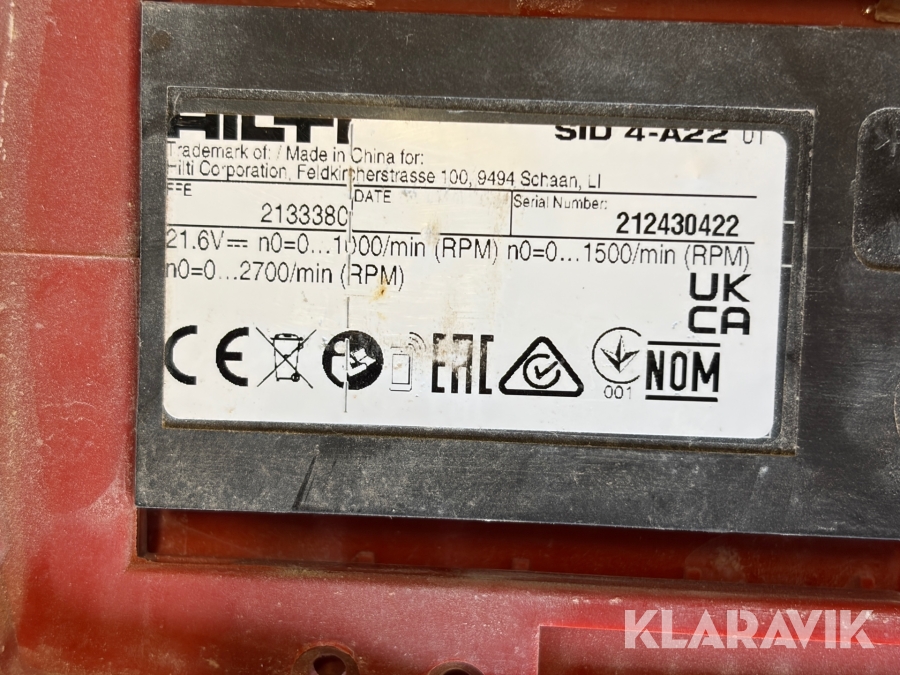 HILTI SID 4-A22 01
Trademark of: / Made in China for:
Hilti Corporation, Feldkircherstrasse 100, 9494 Schaan, LI
DATE Serial Number:
2133380 212430422
21.6V⎓ n0=0...1000/min (RPM) n0=0...1500/min (RPM)
n0=0...2700/min (RPM)
UK
CA
CE EAC 001 NOM
KLARAVIK